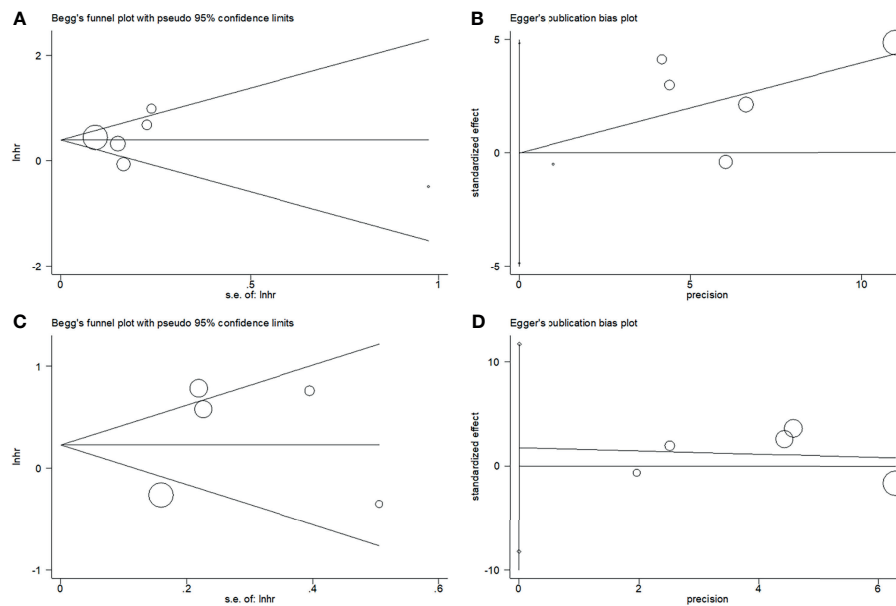 A
Begg's funnel plot with pseudo 95% confidence limits
2
lnhr
0
-2
0
.5
1
s.e. of: lnhr
B
Egger's publication bias plot
5
standardized effect
0
-5
5
10
precision
C
Begg's funnel plot with pseudo 95% confidence limits
1
lnhr
0
-1
0
.2
.4
.6
s.e. of: lnhr
D
Egger's publication bias plot
10
standardized effect
0
-10
0
2
4
6
precision